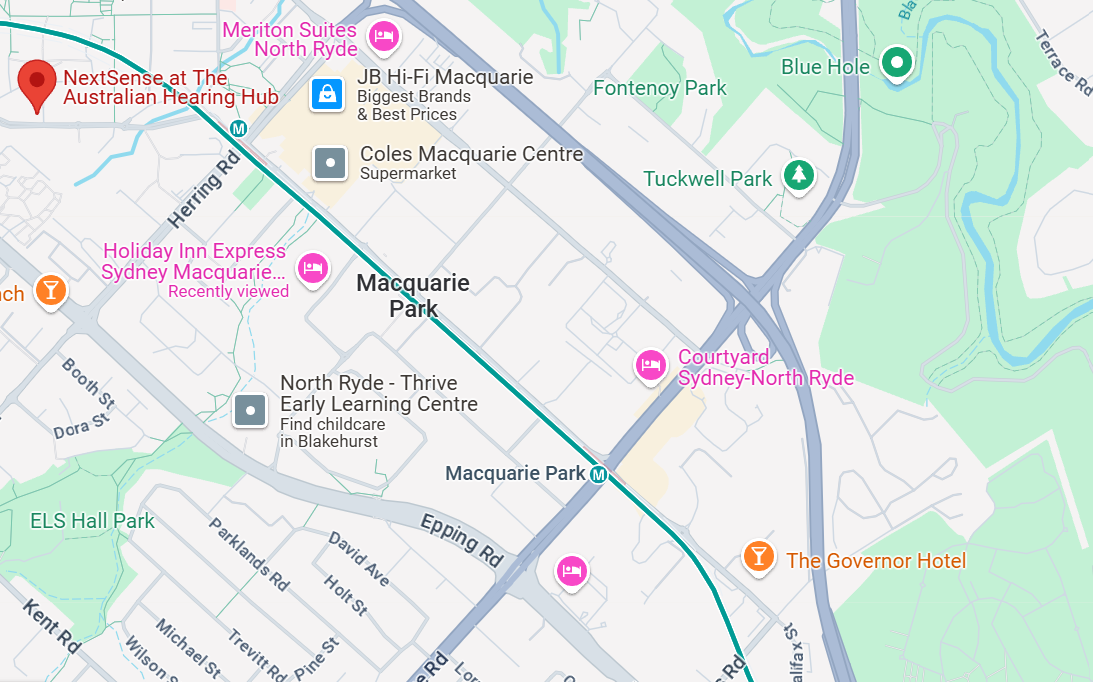 Meriton Suites
North Ryde
NextSense at The
Australian Hearing Hub
JB Hi-Fi Macquarie
Biggest Brands
& Best Prices
Blue Hole
Terrace Rd
Fontenoy Park
M
Coles Macquarie Centre
Supermarket
Tuckwell Park
Herring Rd
Holiday Inn Express
Sydney Macquarie...
Recently viewed
Macquarie
Park
Courtyard
Sydney-North Ryde
Booth St
Dora St
North Ryde - Thrive
Early Learning Centre
Find childcare
in Blakehurst
Macquarie Park
M
ELS Hall Park
Epping Rd
Parklands Rd
David Ave
Holt St
The Governor Hotel
Kent Rd
Michael St
Wilson S
Trevitt Rd
Pine St